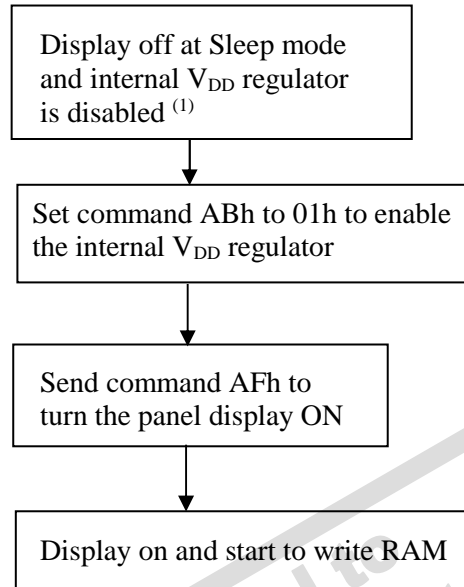 Display off at Sleep mode
and internal VDD regulator
is disabled (1)
Set command ABh to 01h to enable
the internal VDD regulator
Send command AFh to
turn the panel display ON
Display on and start to write RAM
to